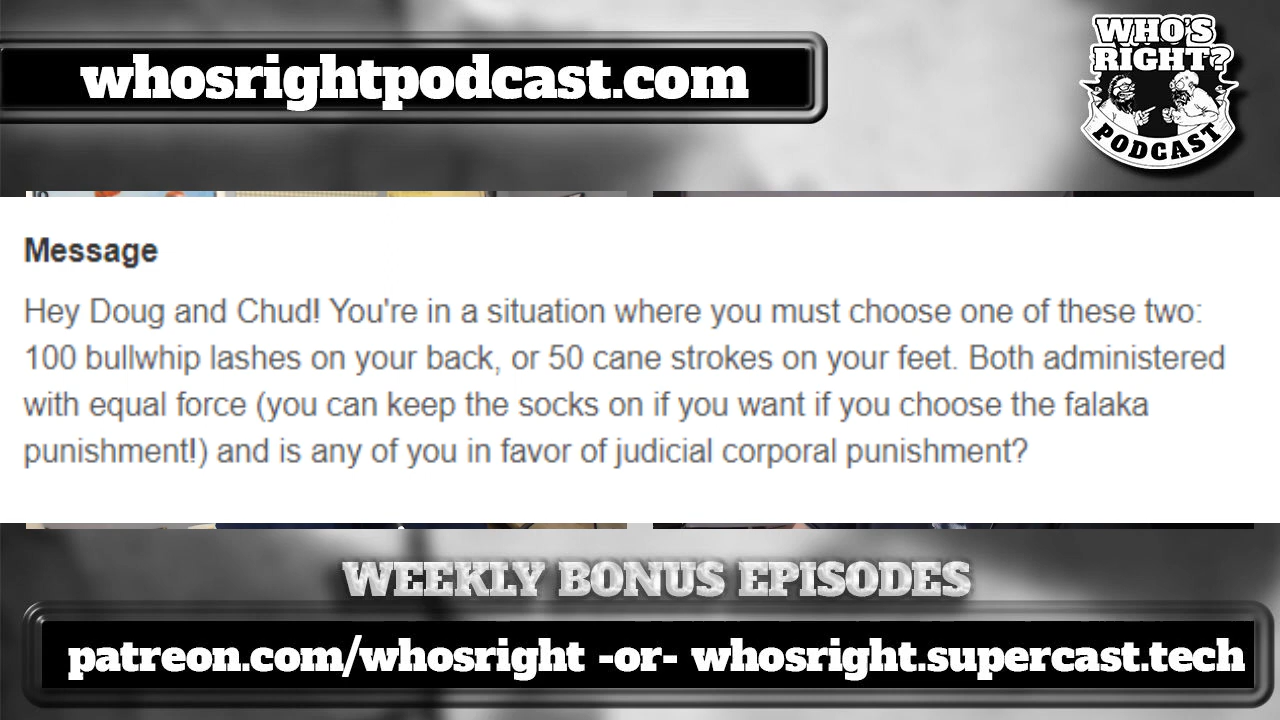 whosrightpodcast.com
WHO'S
RIGHT?
PODCAST
Message
Hey Doug and Chud! You're in a situation where you must choose one of these two:
100 bullwhip lashes on your back, or 50 cane strokes on your feet. Both administered
with equal force (you can keep the socks on if you want if you choose the falaka
punishment!) and is any of you in favor of judicial corporal punishment?
WEEKLY BONUS EPISODES
patreon.com/whosright -or- whosright.supercast.tech